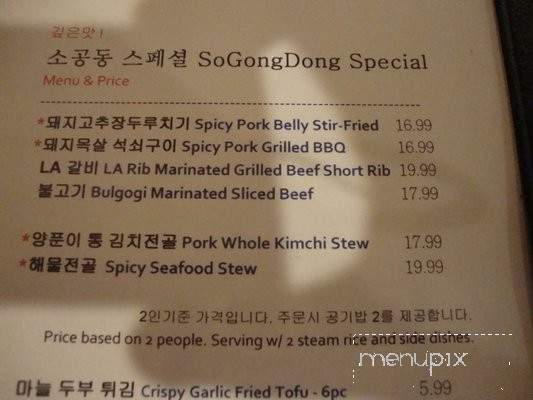 깊은맛!
소공동 스페셜 SoGongDong Special
Menu & Price
*돼지고추장두루치기 Spicy Pork Belly Stir-Fried 16.99
*돼지목살 석쇠구이 Spicy Pork Grilled BBQ 16.99
LA 갈비 LA Rib Marinated Grilled Beef Short Rib 19.99
불고기 Bulgogi Marinated Sliced Beef 17.99
*양푼이 통 김치전골 Pork Whole Kimchi Stew 17.99
*해물전골 Spicy Seafood Stew 19.99
2인기준 가격입니다. 주문시 공기밥 2를 제공합니다.
Price based on 2 people. Serving w/ 2 steam rice and side dishes.
menupix
마늘 두부 튀김 Crispy Garlic Fried Tofu - 6pc 5.99